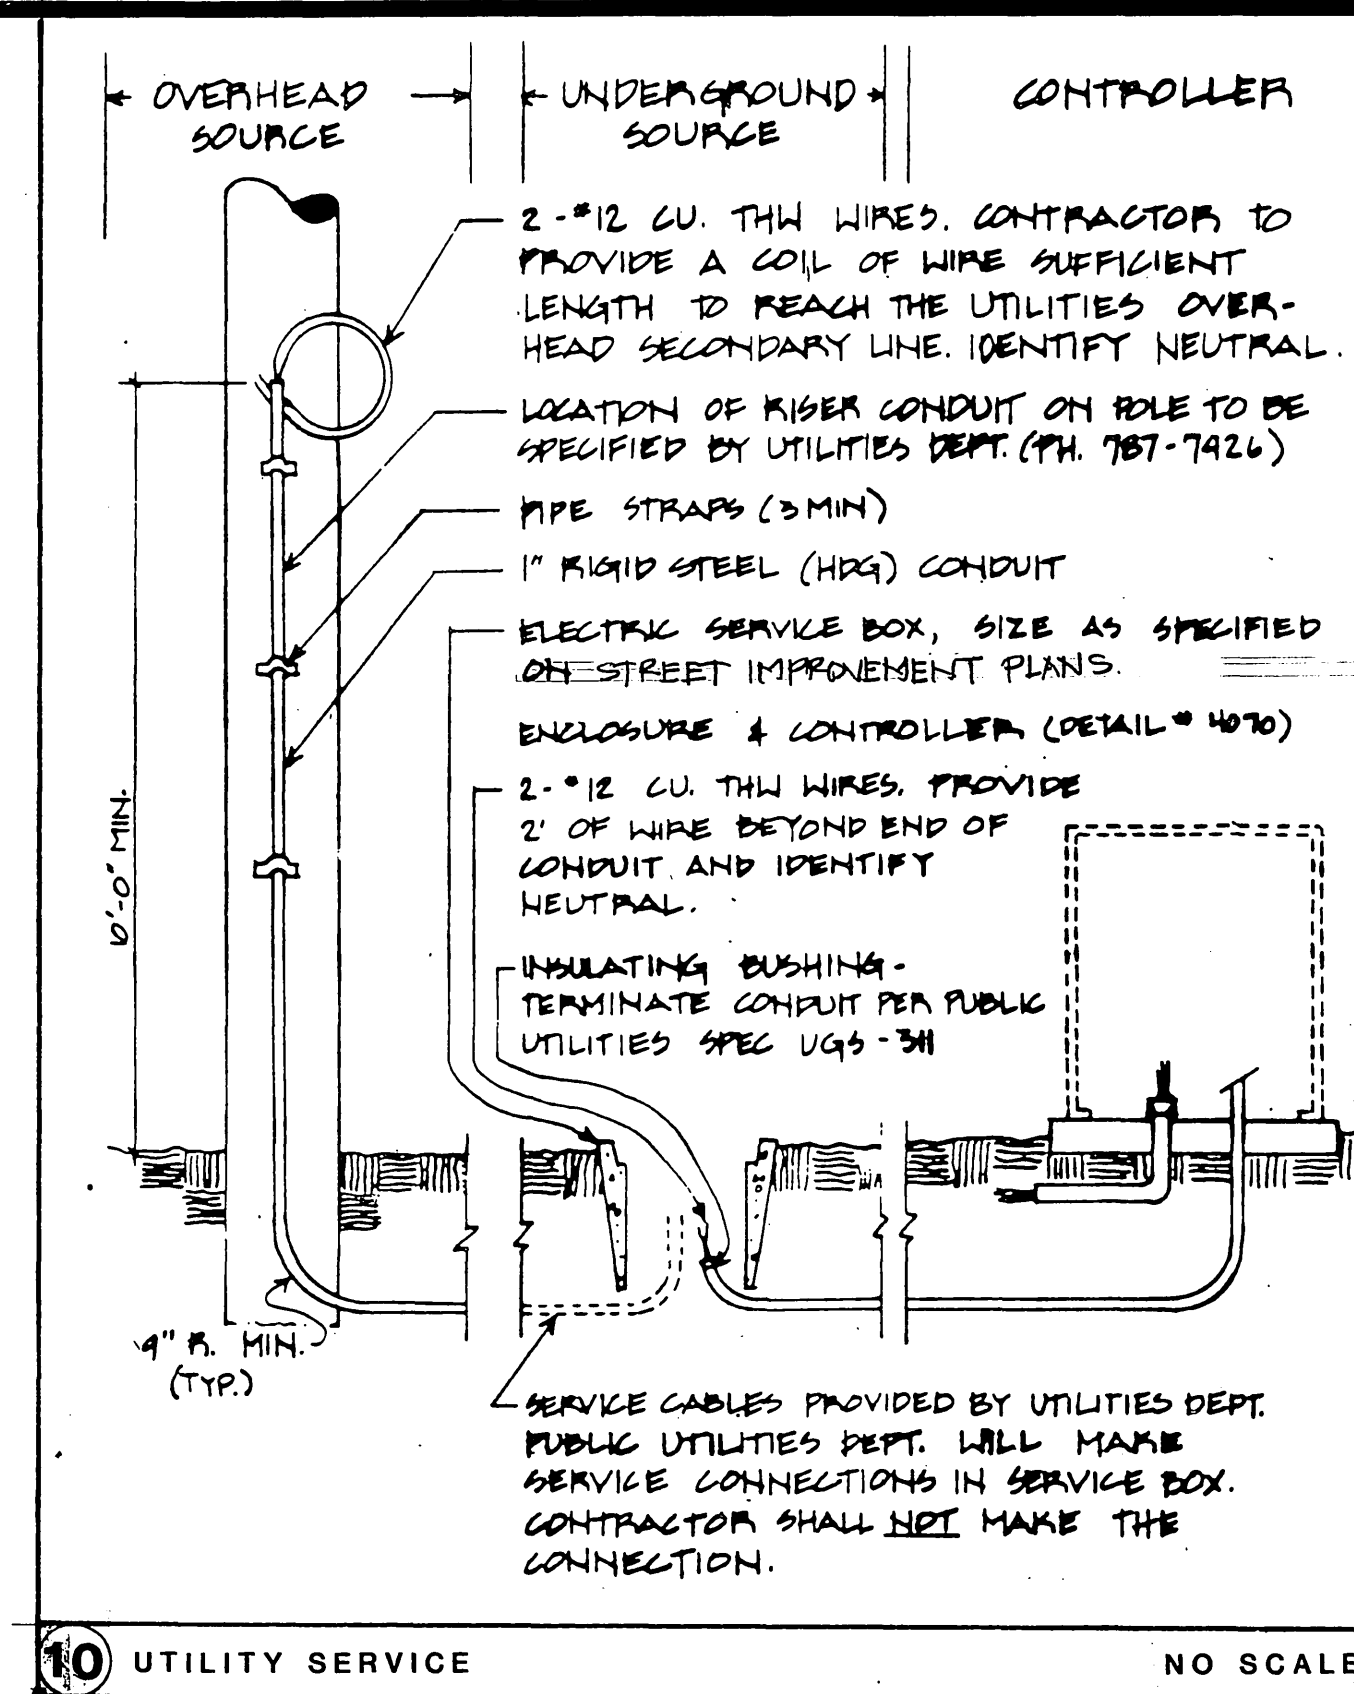 OVERHEAD
SOURCE
UNDERGROUND
SOURCE
CONTROLLER
2-#12 CU. THW WIRES. CONTRACTOR TO
PROVIDE A COIL OF WIRE SUFFICIENT
LENGTH TO REACH THE UTILITIES OVER-
HEAD SECONDARY LINE. IDENTIFY NEUTRAL.
LOCATION OF RISER CONDUIT ON POLE TO BE
SPECIFIED BY UTILITIES DEPT. (PH. 787-7426)
PIPE STRAPS (3 MIN)
1" RIGID STEEL (HDG) CONDUIT
ELECTRIC SERVICE BOX, SIZE AS SPECIFIED
ON STREET IMPROVEMENT PLANS.
ENCLOSURE & CONTROLLER (DETAIL # 4070)
2-#12 CU. THW WIRES. PROVIDE
2' OF WIRE BEYOND END OF
CONDUIT AND IDENTIFY
NEUTRAL.
INSULATING BUSHING-
TERMINATE CONDUIT PER PUBLIC
UTILITIES SPEC UGS-311
MIN.
9" R. MIN.
(TYP.)
SERVICE CABLES PROVIDED BY UTILITIES DEPT.
PUBLIC UTILITIES DEPT. WILL MAKE
SERVICE CONNECTIONS IN SERVICE BOX.
CONTRACTOR SHALL NOT MAKE THE
CONNECTION.
10 UTILITY SERVICE
NO SCALE